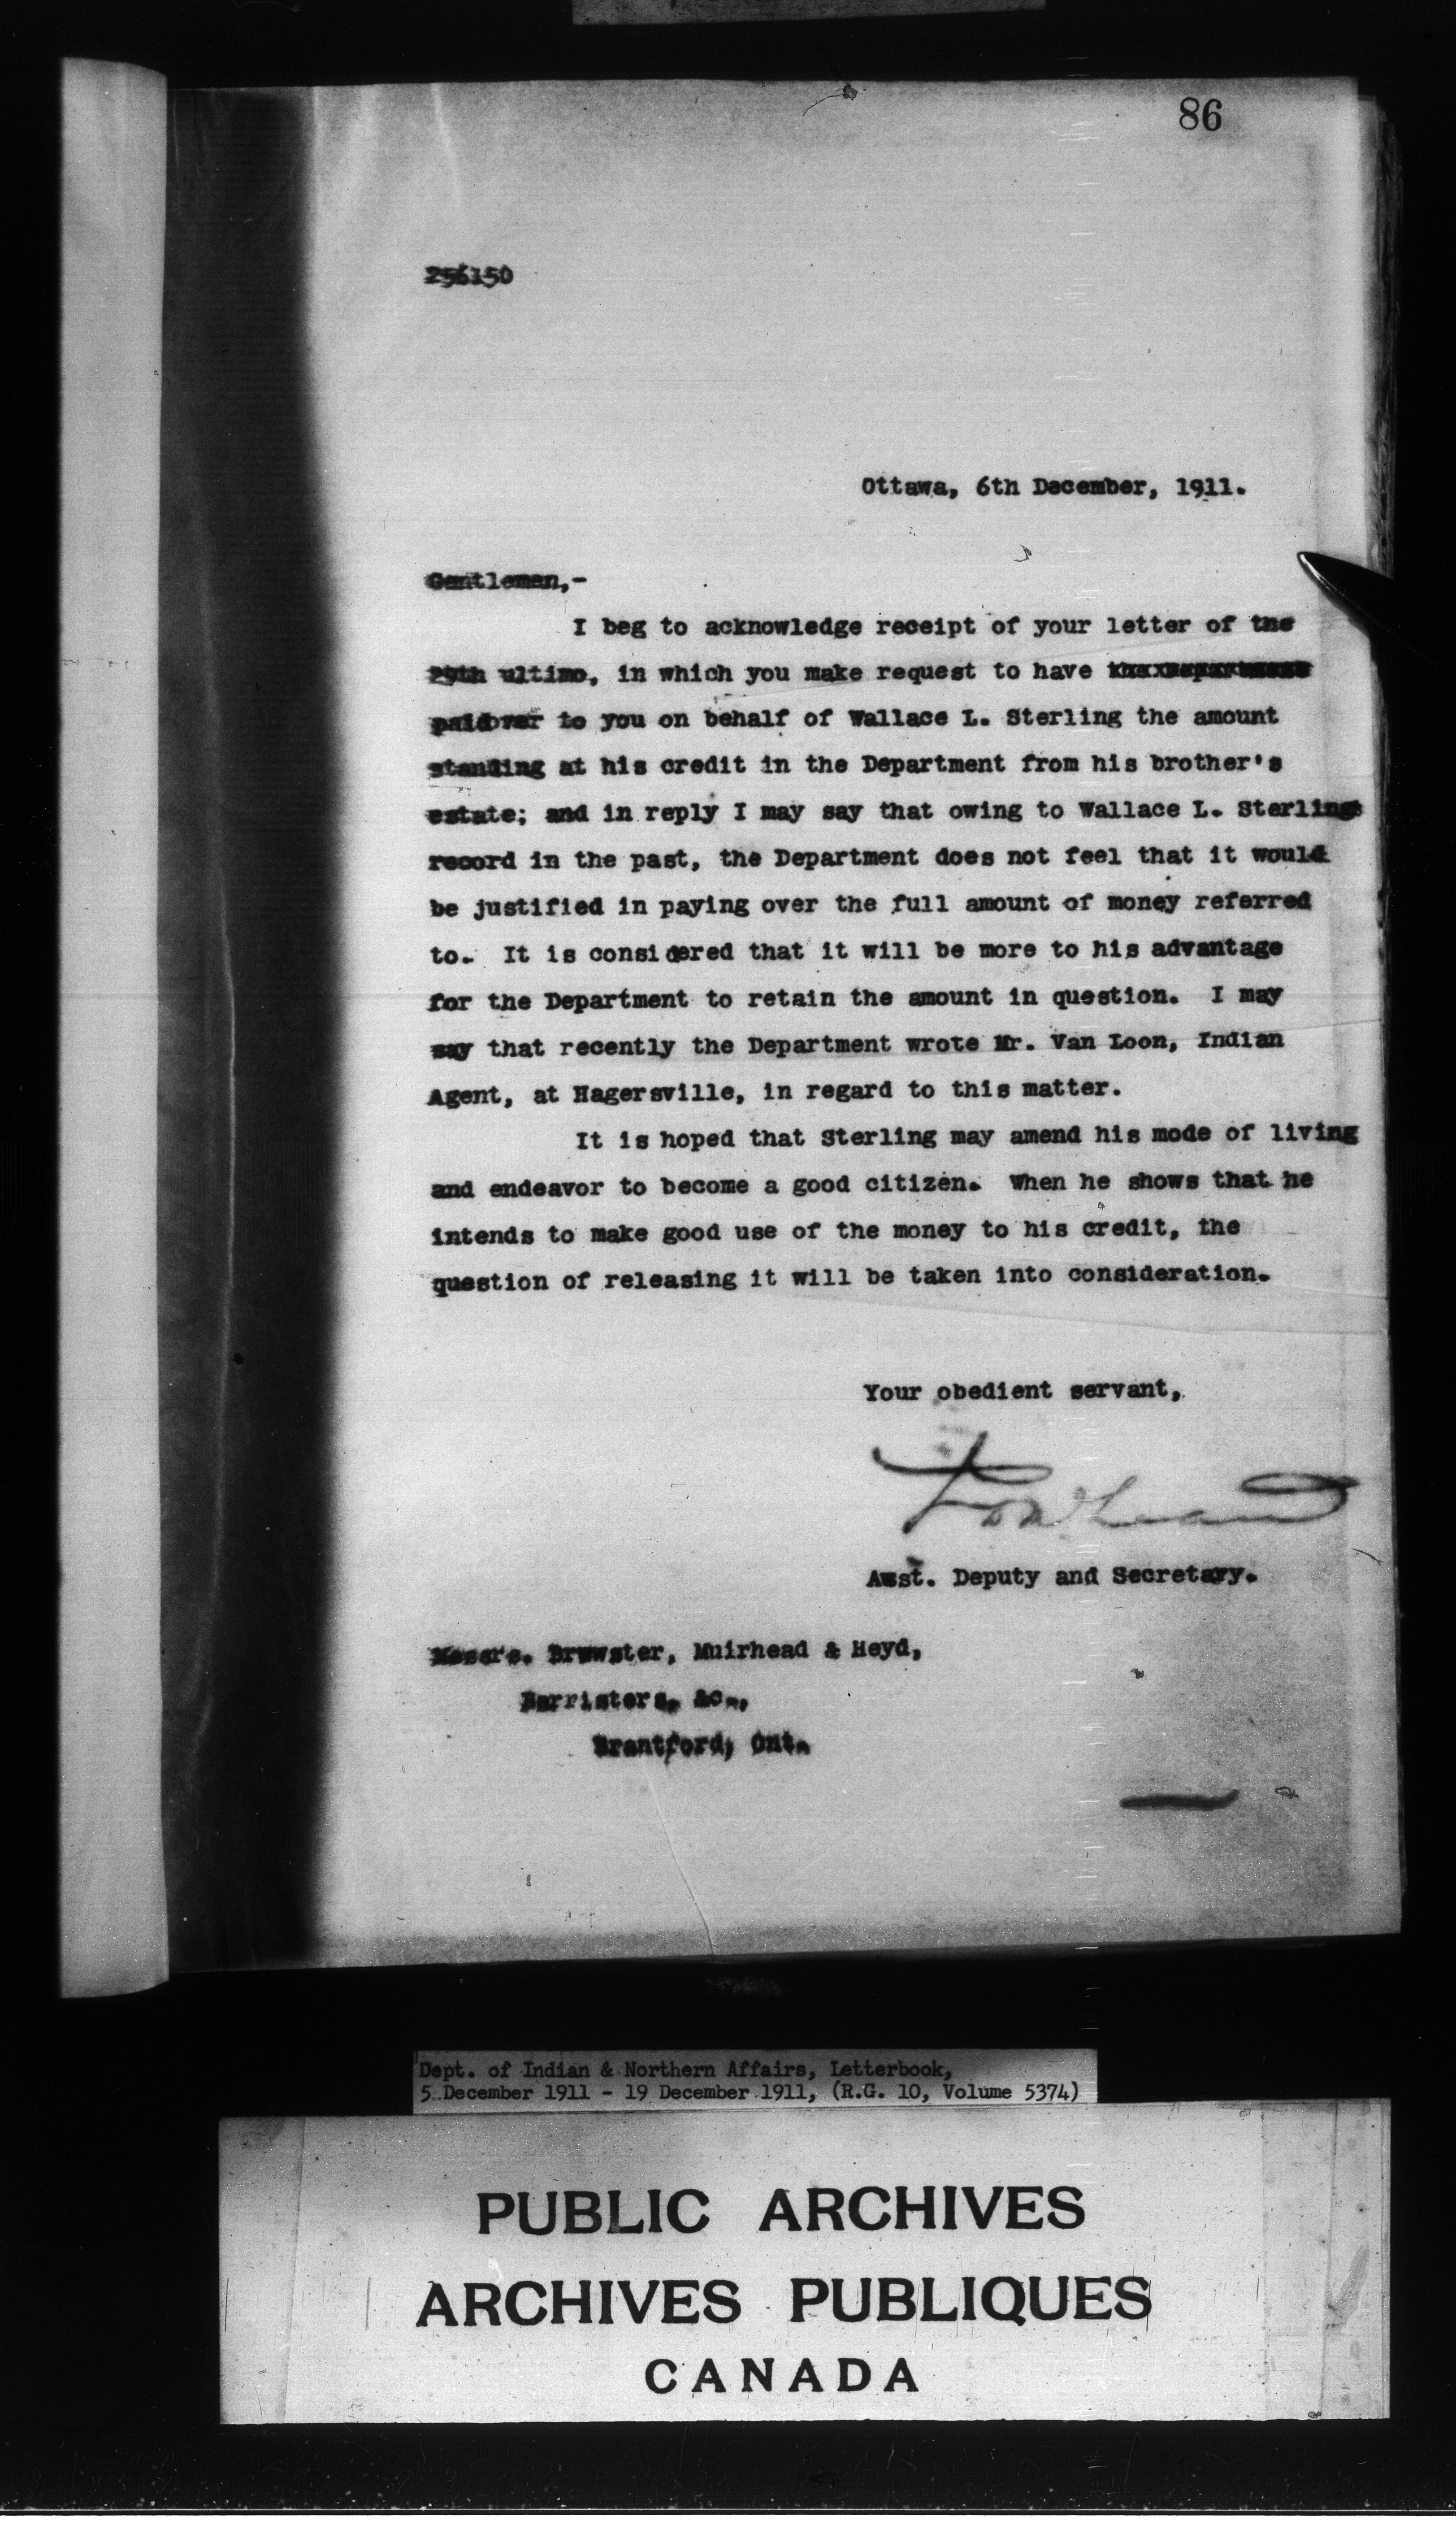 86
256150
Ottawa, 6th December, 1911.
Gentlemen,-
I beg to acknowledge receipt of your letter of the
29th ultimo, in which you make request to have
paid over to you on behalf of Wallace L. Sterling the amount
standing at his credit in the Department from his brother's
estate; and in reply I may say that owing to Wallace L. Sterlings
record in the past, the Department does not feel that it would
be justified in paying over the full amount of money referred
to. It is considered that it will be more to his advantage
for the Department to retain the amount in question. I may
say that recently the Department wrote Mr. Van Loon, Indian
Agent, at Hagersville, in regard to this matter.
It is hoped that Sterling may amend his mode of living
and endeavor to become a good citizen. When he shows that he
intends to make good use of the money to his credit, the
question of releasing it will be taken into consideration.
Your obedient servant,
Asst. Deputy and Secretary.
Messrs. Brewster, Muirhead & Heyd,
Barristers, &c.,
Brantford, Ont.
Dept. of Indian & Northern Affairs, Letterbook,
5 December 1911 - 19 December 1911, (R.G. 10, Volume 5374)
PUBLIC ARCHIVES
ARCHIVES PUBLIQUES
CANADA